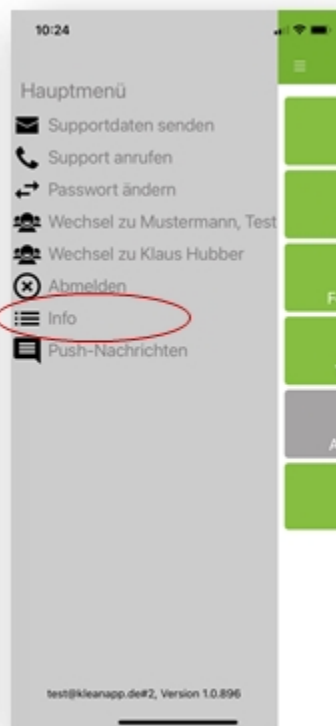 10:24
Hauptmenü
Supportdaten senden
Support anrufen
Passwort ändern
Wechsel zu Mustermann, Test
Wechsel zu Klaus Hubber
Abmelden
Info
Push-Nachrichten
F
A
test@kleanapp.de#2, Version 1.0.896